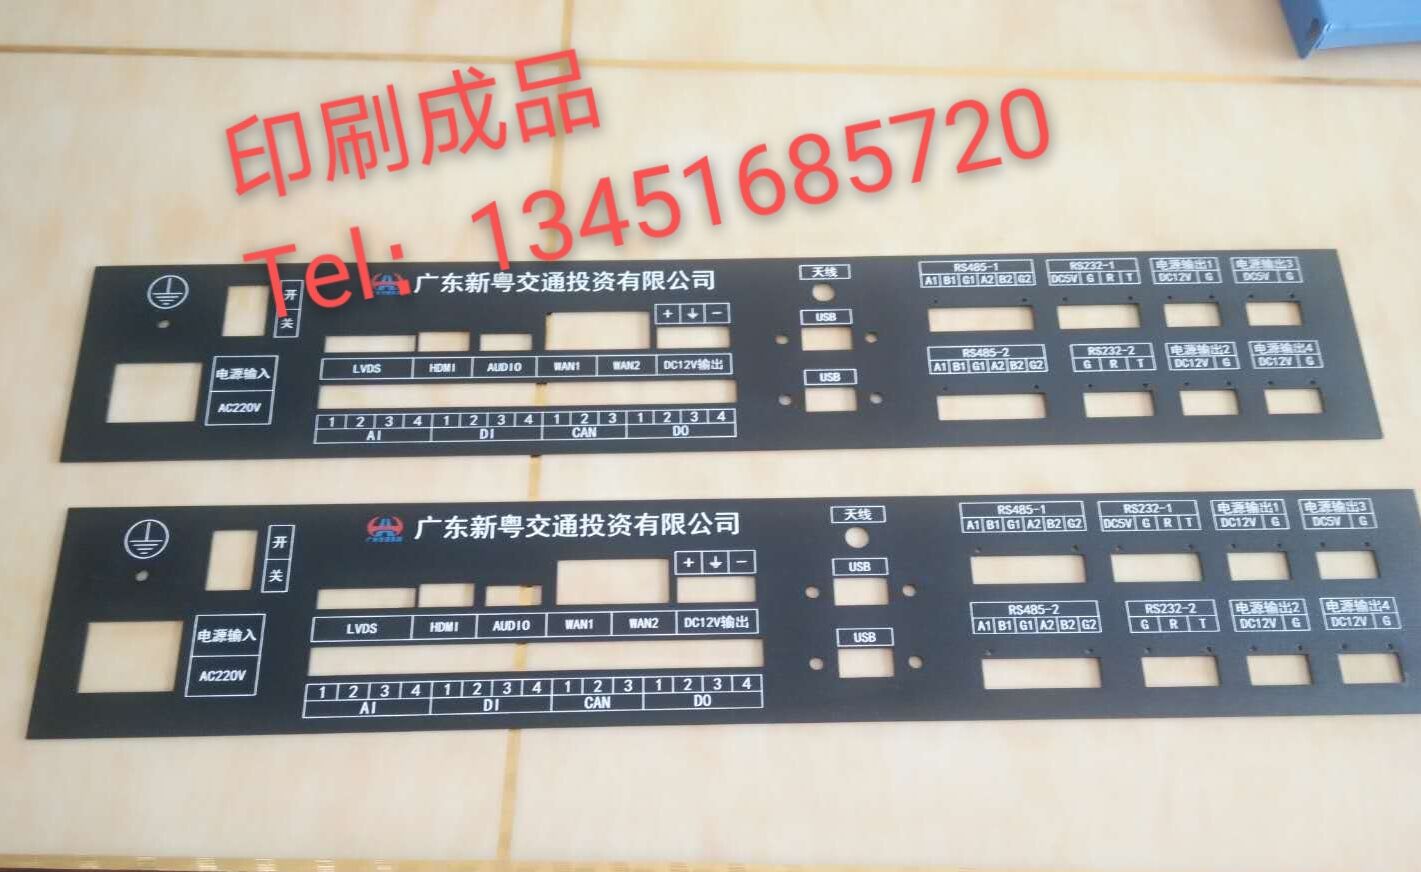 印刷成品
Tel: 13451685720
广东新粤交通投资有限公司
开
关
电源输入
AC220V
+ -
LVDS HDMI AUDIO WAN1 WAN2 DC12V输出
1 2 3 4 1 2 3 4 1 2 3 1 2 3 4
AI DI CAN DO
天线
USB
USB
RS485-1 RS232-1 电源输出1 电源输出3
A1 B1 G1 A2 B2 G2 DC5V G R T DC12V G DC5V G
RS485-2 RS232-2 电源输出2 电源输出4
A1 B1 G1 A2 B2 G2 G R T DC12V G DC12V G
广东新粤交通投资有限公司
开
关
电源输入
AC220V
+ -
LVDS HDMI AUDIO WAN1 WAN2 DC12V输出
1 2 3 4 1 2 3 4 1 2 3 1 2 3 4
AI DI CAN DO
天线
USB
USB
RS485-1 RS232-1 电源输出1 电源输出3
A1 B1 G1 A2 B2 G2 DC5V G R T DC12V G DC5V G
RS485-2 RS232-2 电源输出2 电源输出4
A1 B1 G1 A2 B2 G2 G R T DC12V G DC12V G